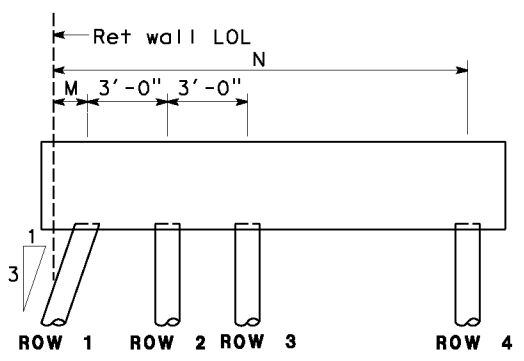 Ret wall LOL
N
M 3'-0" 3'-0"
1
3
ROW 1 ROW 2 ROW 3 ROW 4